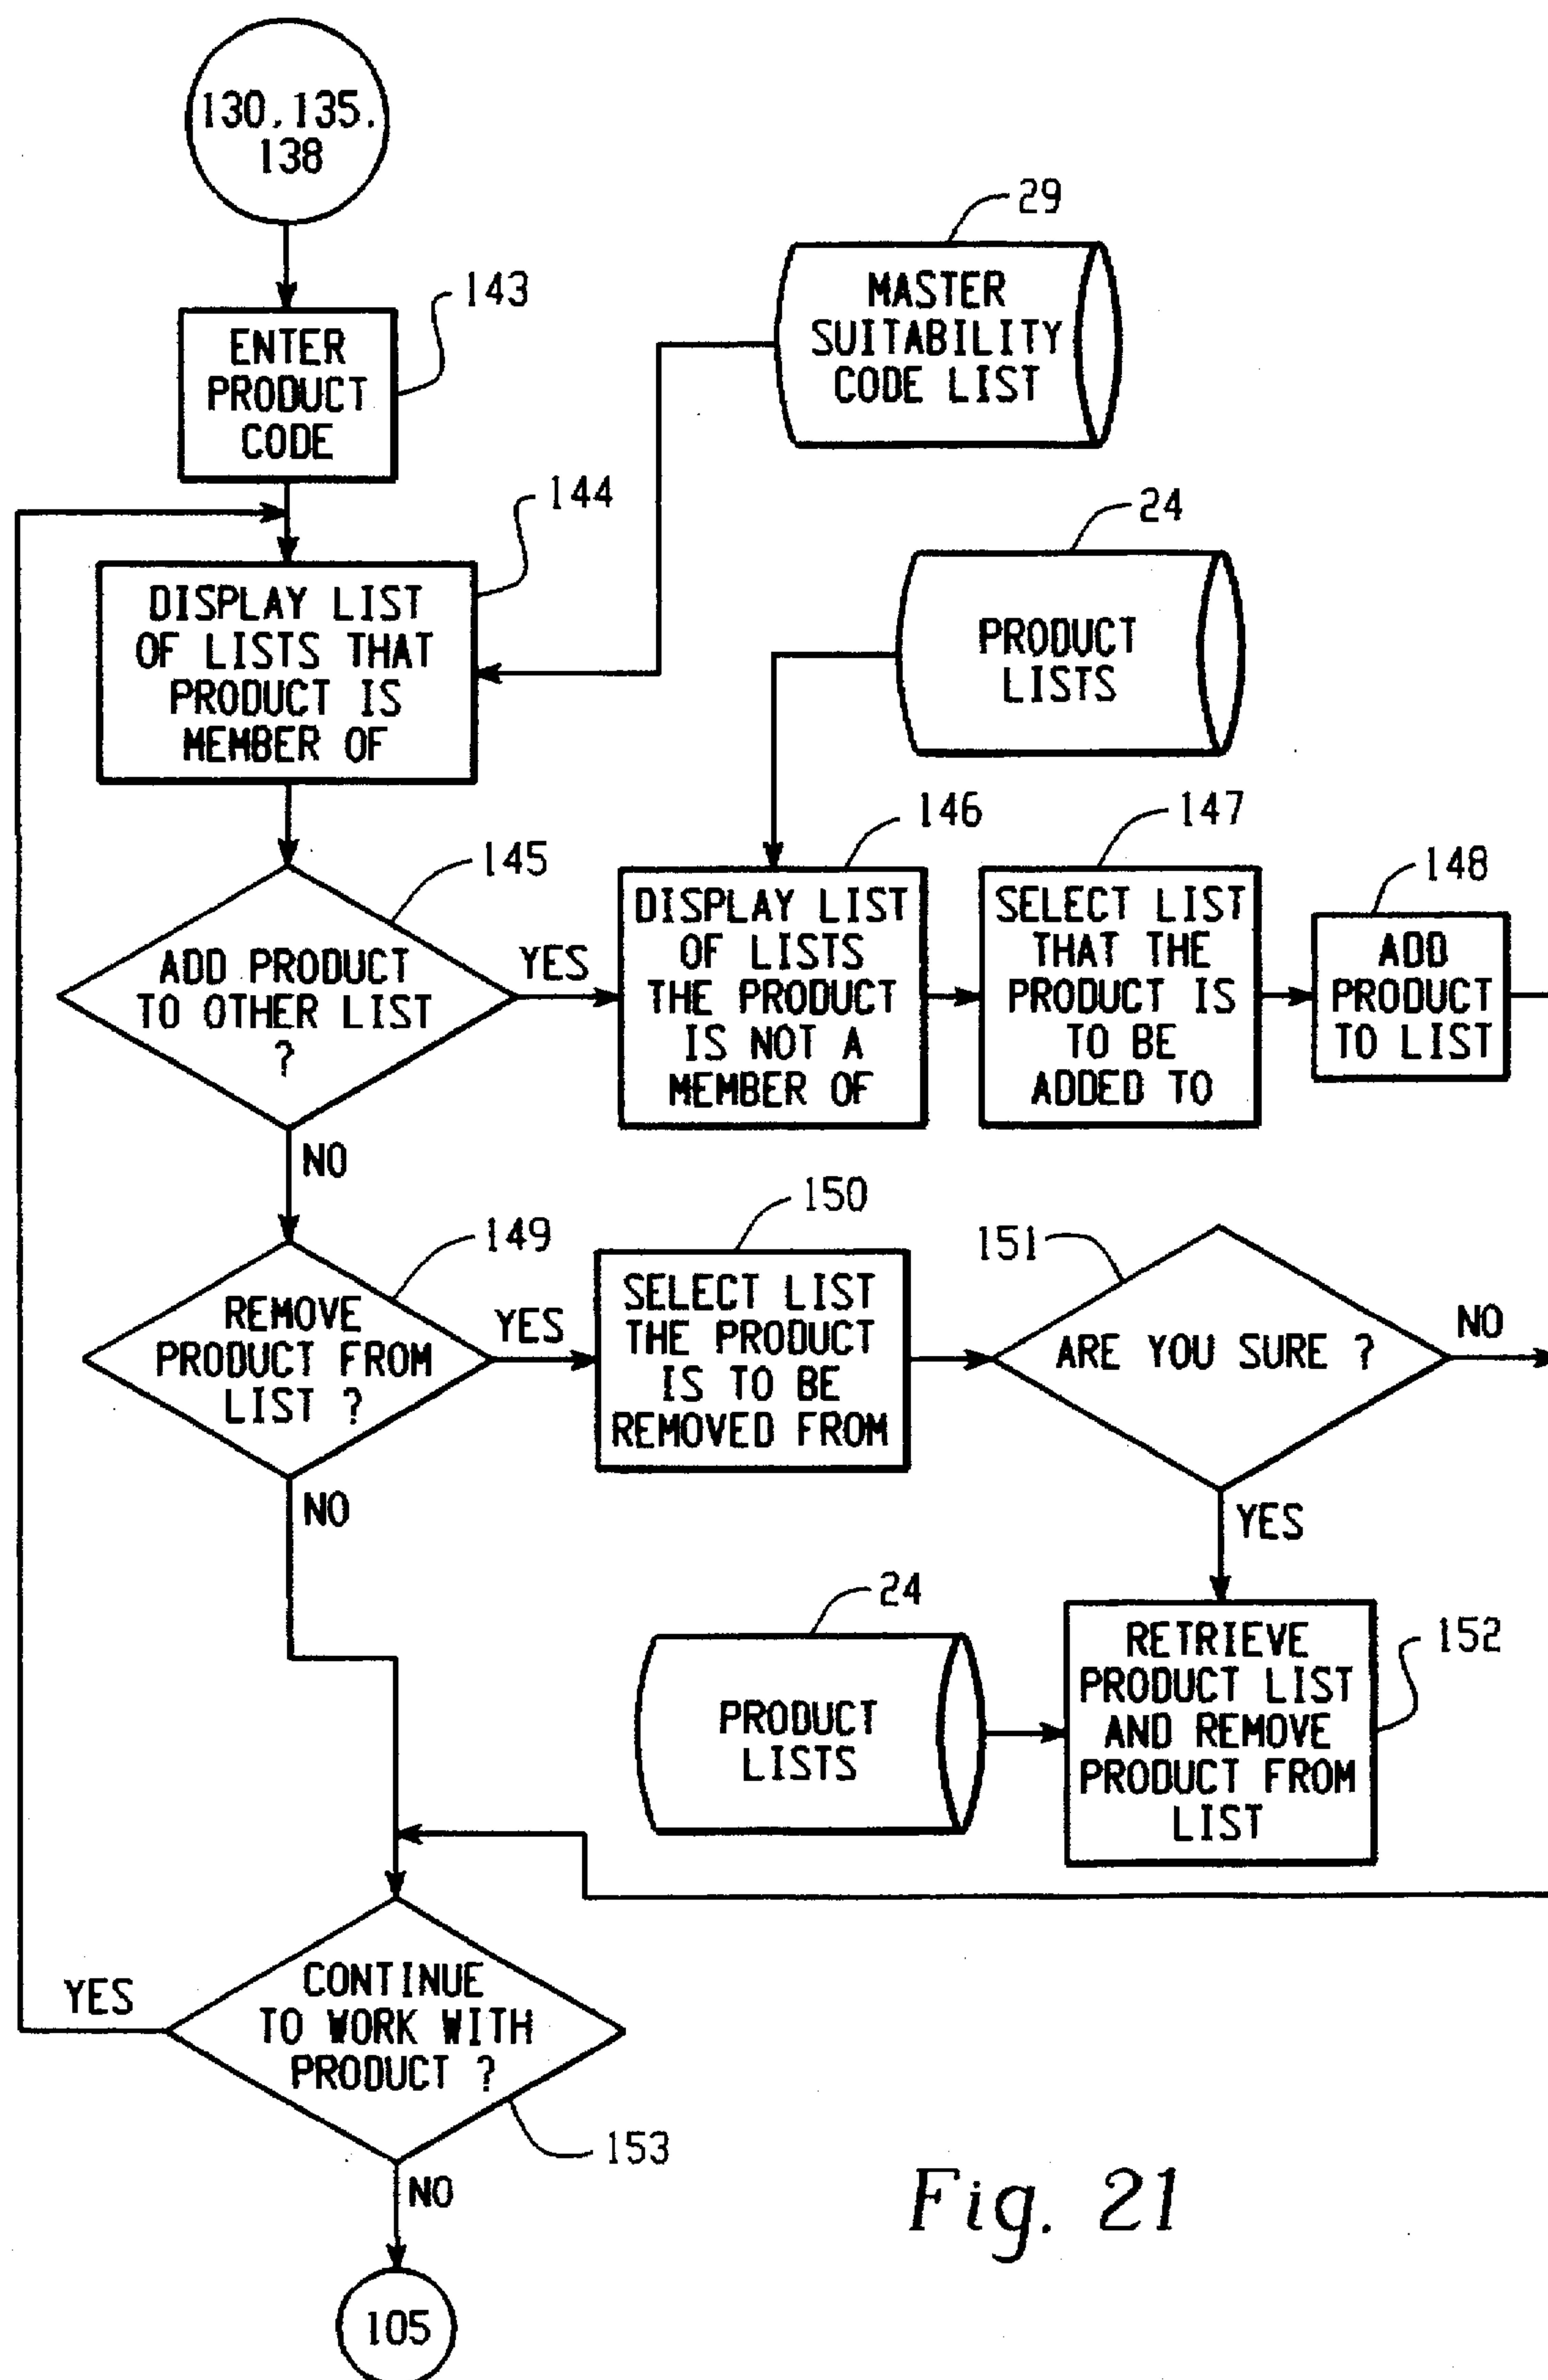 130, 135.
138
29
MASTER
SUITABILITY
CODE LIST
143
ENTER
PRODUCT
CODE
144
DISPLAY LIST
OF LISTS THAT
PRODUCT IS
MEMBER OF
24
PRODUCT
LISTS
145
ADD PRODUCT
TO OTHER LIST
?
YES
NO
146
DISPLAY LIST
OF LISTS
THE PRODUCT
IS NOT A
MEMBER OF
147
SELECT LIST
THAT THE
PRODUCT IS
TO BE
ADDED TO
148
ADD
PRODUCT
TO LIST
149
REMOVE
PRODUCT FROM
LIST ?
YES
NO
150
SELECT LIST
THE PRODUCT
IS TO BE
REMOVED FROM
151
ARE YOU SURE ?
NO
YES
24
PRODUCT
LISTS
152
RETRIEVE
PRODUCT LIST
AND REMOVE
PRODUCT FROM
LIST
CONTINUE
TO WORK WITH
PRODUCT ?
YES
153
NO
105
Fig. 21